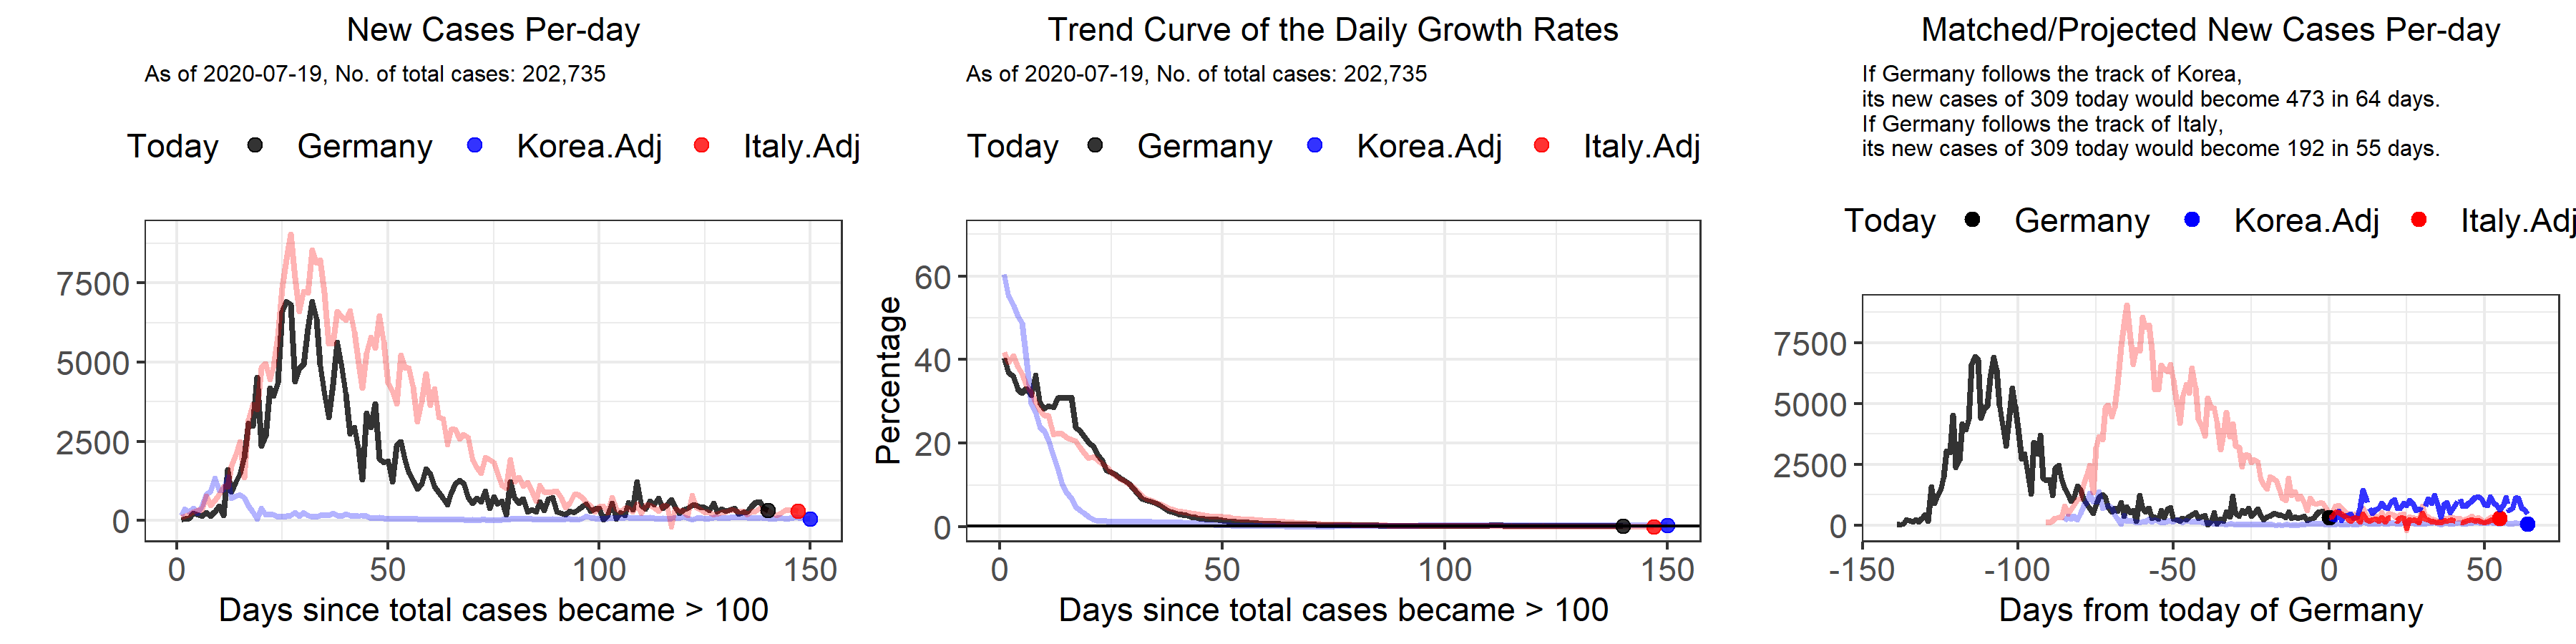 New Cases Per-day
As of 2020-07-19, No. of total cases: 202,735
Today Germany Korea.Adj Italy.Adj
7500
5000
2500
0
0 50 100 150
Days since total cases became > 100
Trend Curve of the Daily Growth Rates
As of 2020-07-19, No. of total cases: 202,735
Today Germany Korea.Adj Italy.Adj
Percentage
60
40
20
0
0 50 100 150
Days since total cases became > 100
Matched/Projected New Cases Per-day
If Germany follows the track of Korea,
its new cases of 309 today would become 473 in 64 days.
If Germany follows the track of Italy,
its new cases of 309 today would become 192 in 55 days.
Today Germany Korea.Adj Italy.Adj
7500
5000
2500
0
-150 -100 -50 0 50
Days from today of Germany